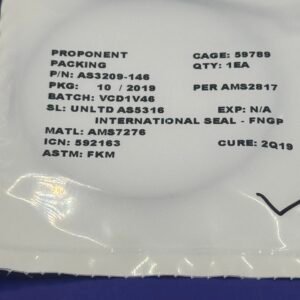 PROPONENT CAGE: 59789
PACKING QTY: 1EA
P/N: AS3209-146
PKG: 10 / 2019 PER AMS2817
BATCH: VCD1V46
SL: UNLTD AS5316 EXP: N/A
INTERNATIONAL SEAL - FNGP
MATL: AMS7276
ICN: 592163 CURE: 2Q19
ASTM: FKM